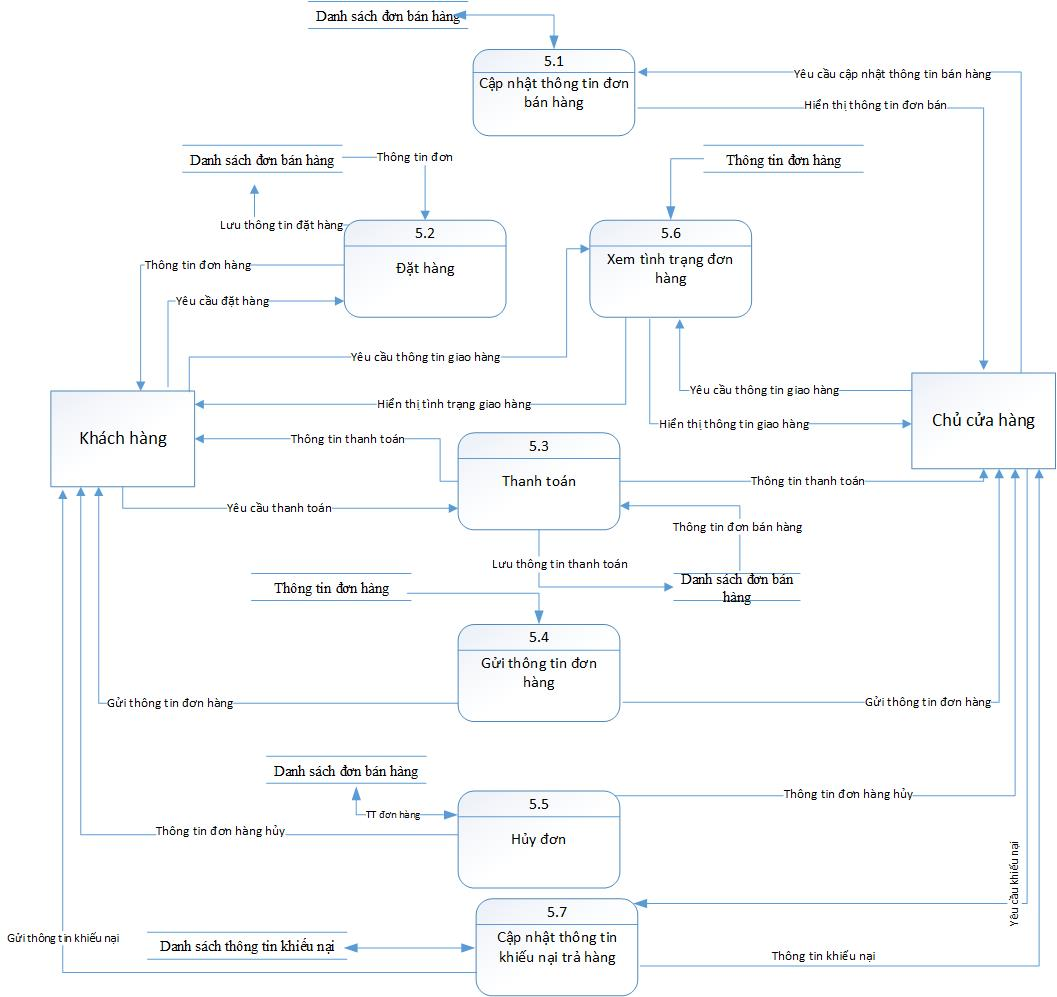 Danh sách đơn bán hàng
5.1
Cập nhật thông tin đơn
bán hàng
Yêu cầu cập nhật thông tin bán hàng
Hiển thị thông tin đơn bán
Danh sách đơn bán hàng
Thông tin đơn
Thông tin đơn hàng
Lưu thông tin đặt hàng
5.2
Đặt hàng
5.6
Xem tình trạng đơn
hàng
Thông tin đơn hàng
Yêu cầu đặt hàng
Yêu cầu thông tin giao hàng
Yêu cầu thông tin giao hàng
Hiển thị tình trạng giao hàng
Hiển thị thông tin giao hàng
Khách hàng
Chủ cửa hàng
Thông tin thanh toán
5.3
Thanh toán
Thông tin thanh toán
Yêu cầu thanh toán
Thông tin đơn bán hàng
Lưu thông tin thanh toán
Danh sách đơn bán
hàng
Thông tin đơn hàng
5.4
Gửi thông tin đơn
hàng
Gửi thông tin đơn hàng
Gửi thông tin đơn hàng
Danh sách đơn bán hàng
TT đơn hàng
5.5
Hủy đơn
Thông tin đơn hàng hủy
Thông tin đơn hàng hủy
Yêu cầu khiếu nại
5.7
Cập nhật thông tin
khiếu nại trả hàng
Gửi thông tin khiếu nại
Danh sách thông tin khiếu nại
Thông tin khiếu nại